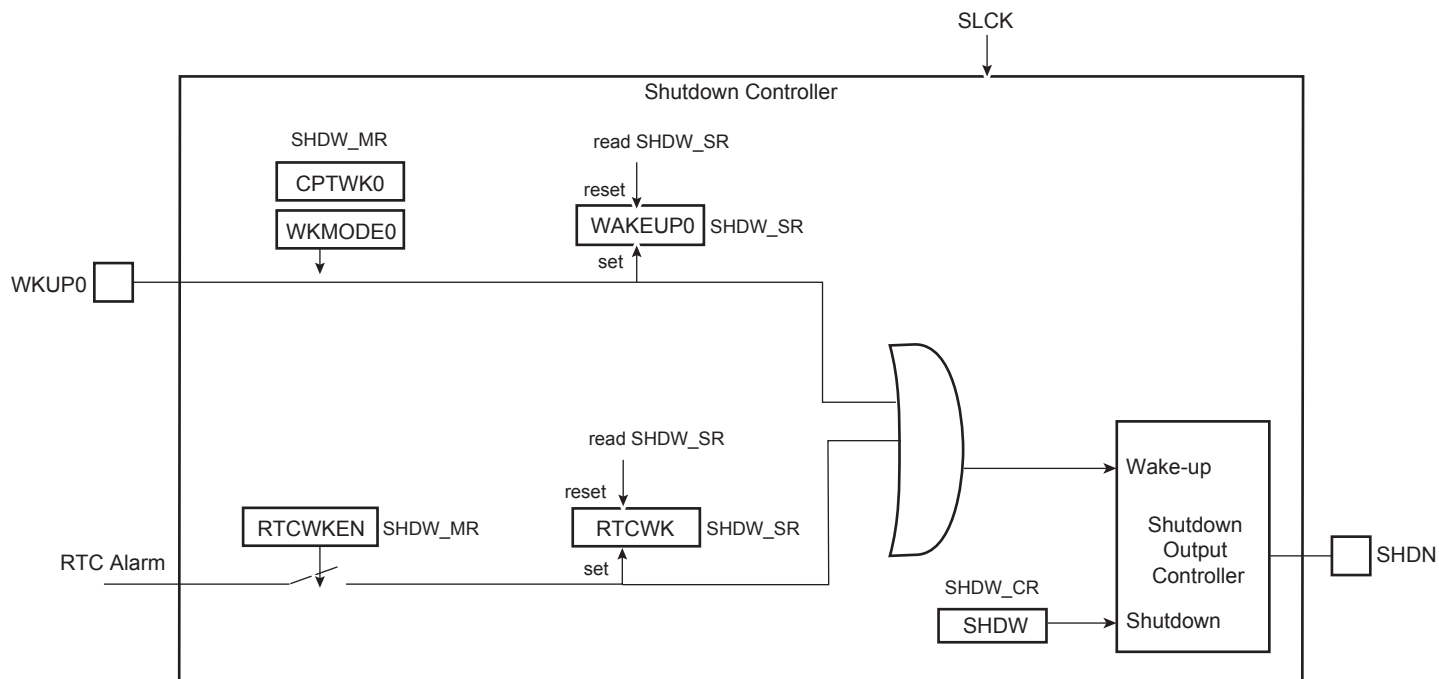 SLCK
Shutdown Controller
SHDW_MR
CPTWK0
WKMODE0
read SHDW_SR
reset
WAKEUP0
SHDW_SR
set
WKUP0
read SHDW_SR
reset
RTCWKEN
SHDW_MR
RTCWK
SHDW_SR
set
RTC Alarm
Wake-up
Shutdown
Output
Controller
SHDN
SHDW_CR
SHDW
Shutdown